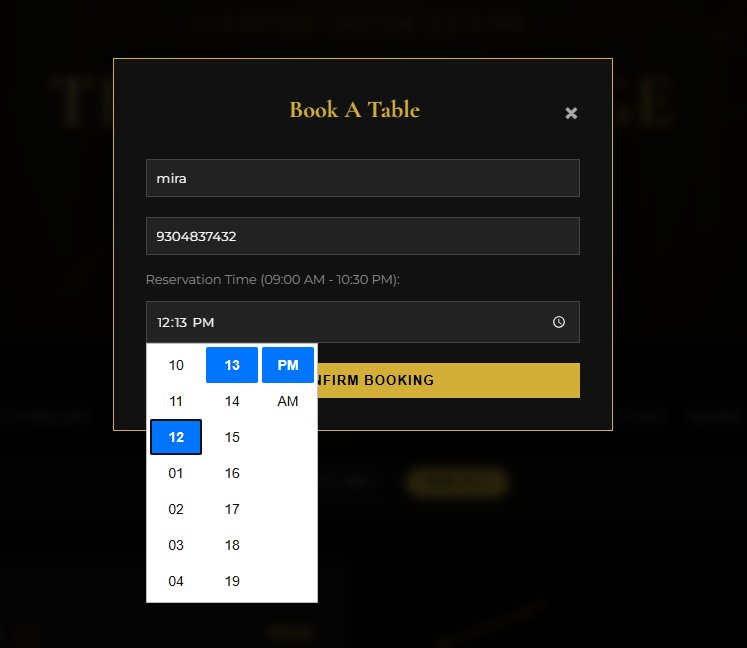 Book A Table
×
mira
9304837432
Reservation Time (09:00 AM - 10:30 PM):
12:13 PM
NFIRM BOOKING
10 13 PM
11 14 AM
12 15
01 16
02 17
03 18
04 19